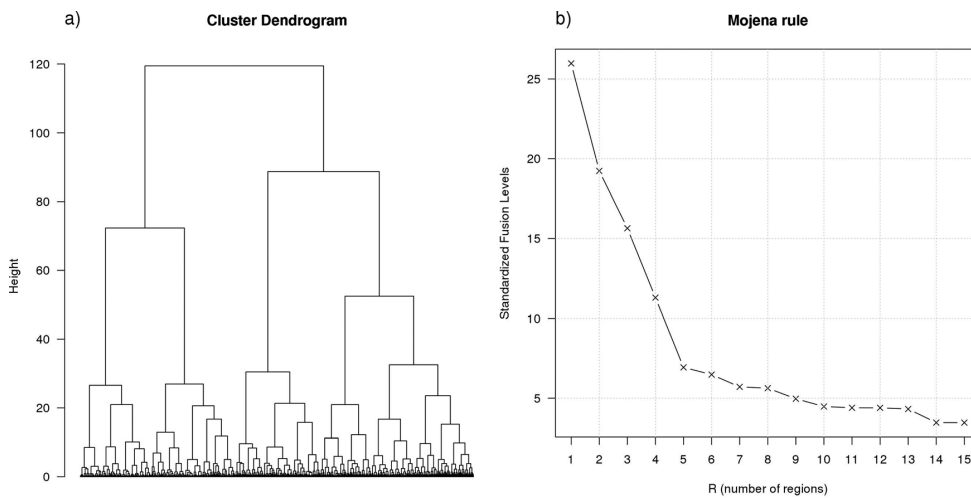 a)
Cluster Dendrogram
Height
120
100
80
60
40
20
0
b)
Mojena rule
Standardized Fusion Levels
25
20
15
10
5
1 2 3 4 5 6 7 8 9 10 11 12 13 14 15
R (number of regions)